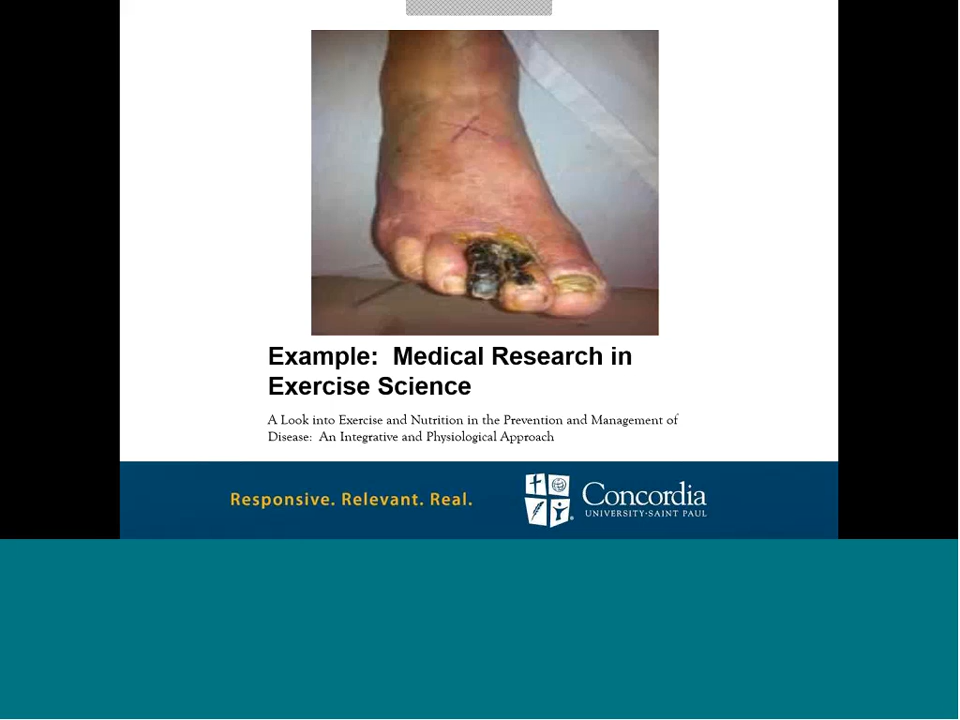 Example:  Medical Research in
Exercise Science
A Look into Exercise and Nutrition in the Prevention and Management of
Disease:  An Integrative and Physiological Approach
Responsive. Relevant. Real.
Concordia
UNIVERSITY·SAINT PAUL